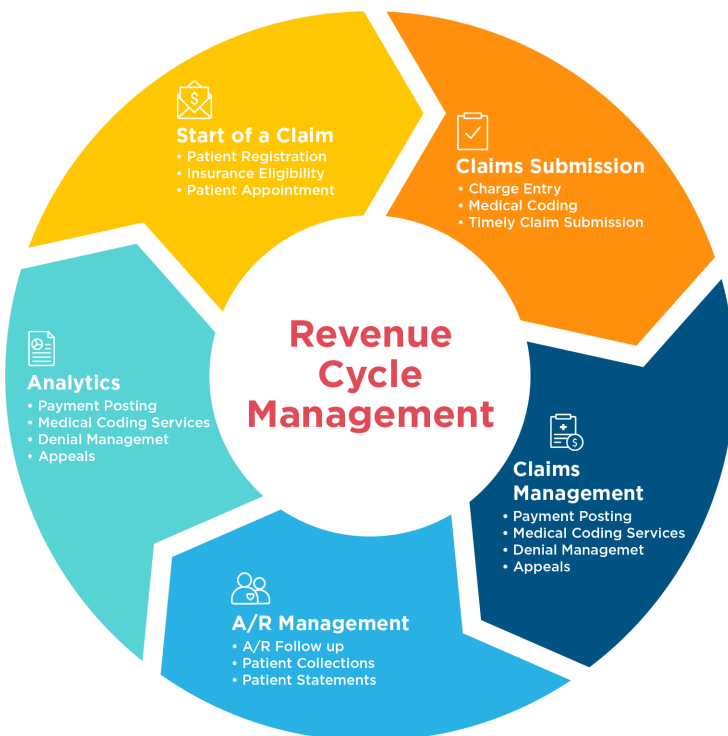 Start of a Claim
• Patient Registration
• Insurance Eligibility
• Patient Appointment
Claims Submission
• Charge Entry
• Medical Coding
• Timely Claim Submission
Revenue
Cycle
Management
Claims
Management
• Payment Posting
• Medical Coding Services
• Denial Managemet
• Appeals
A/R Management
• A/R Follow up
• Patient Collections
• Patient Statements
Analytics
• Payment Posting
• Medical Coding Services
• Denial Managemet
• Appeals